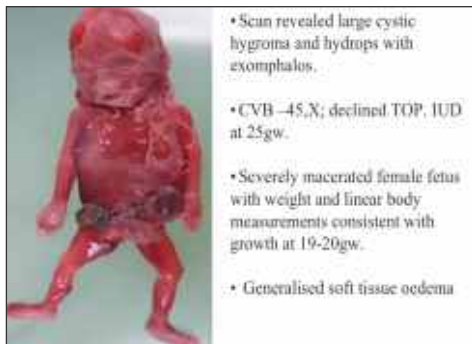 • Scan revealed large cystic
hygroma and hydrops with
exomphalos.
• CVB –45,X; declined TOP. IUD
at 25gw.
• Severely macerated female fetus
with weight and linear body
measurements consistent with
growth at 19-20gw.
• Generalised soft tissue oedema